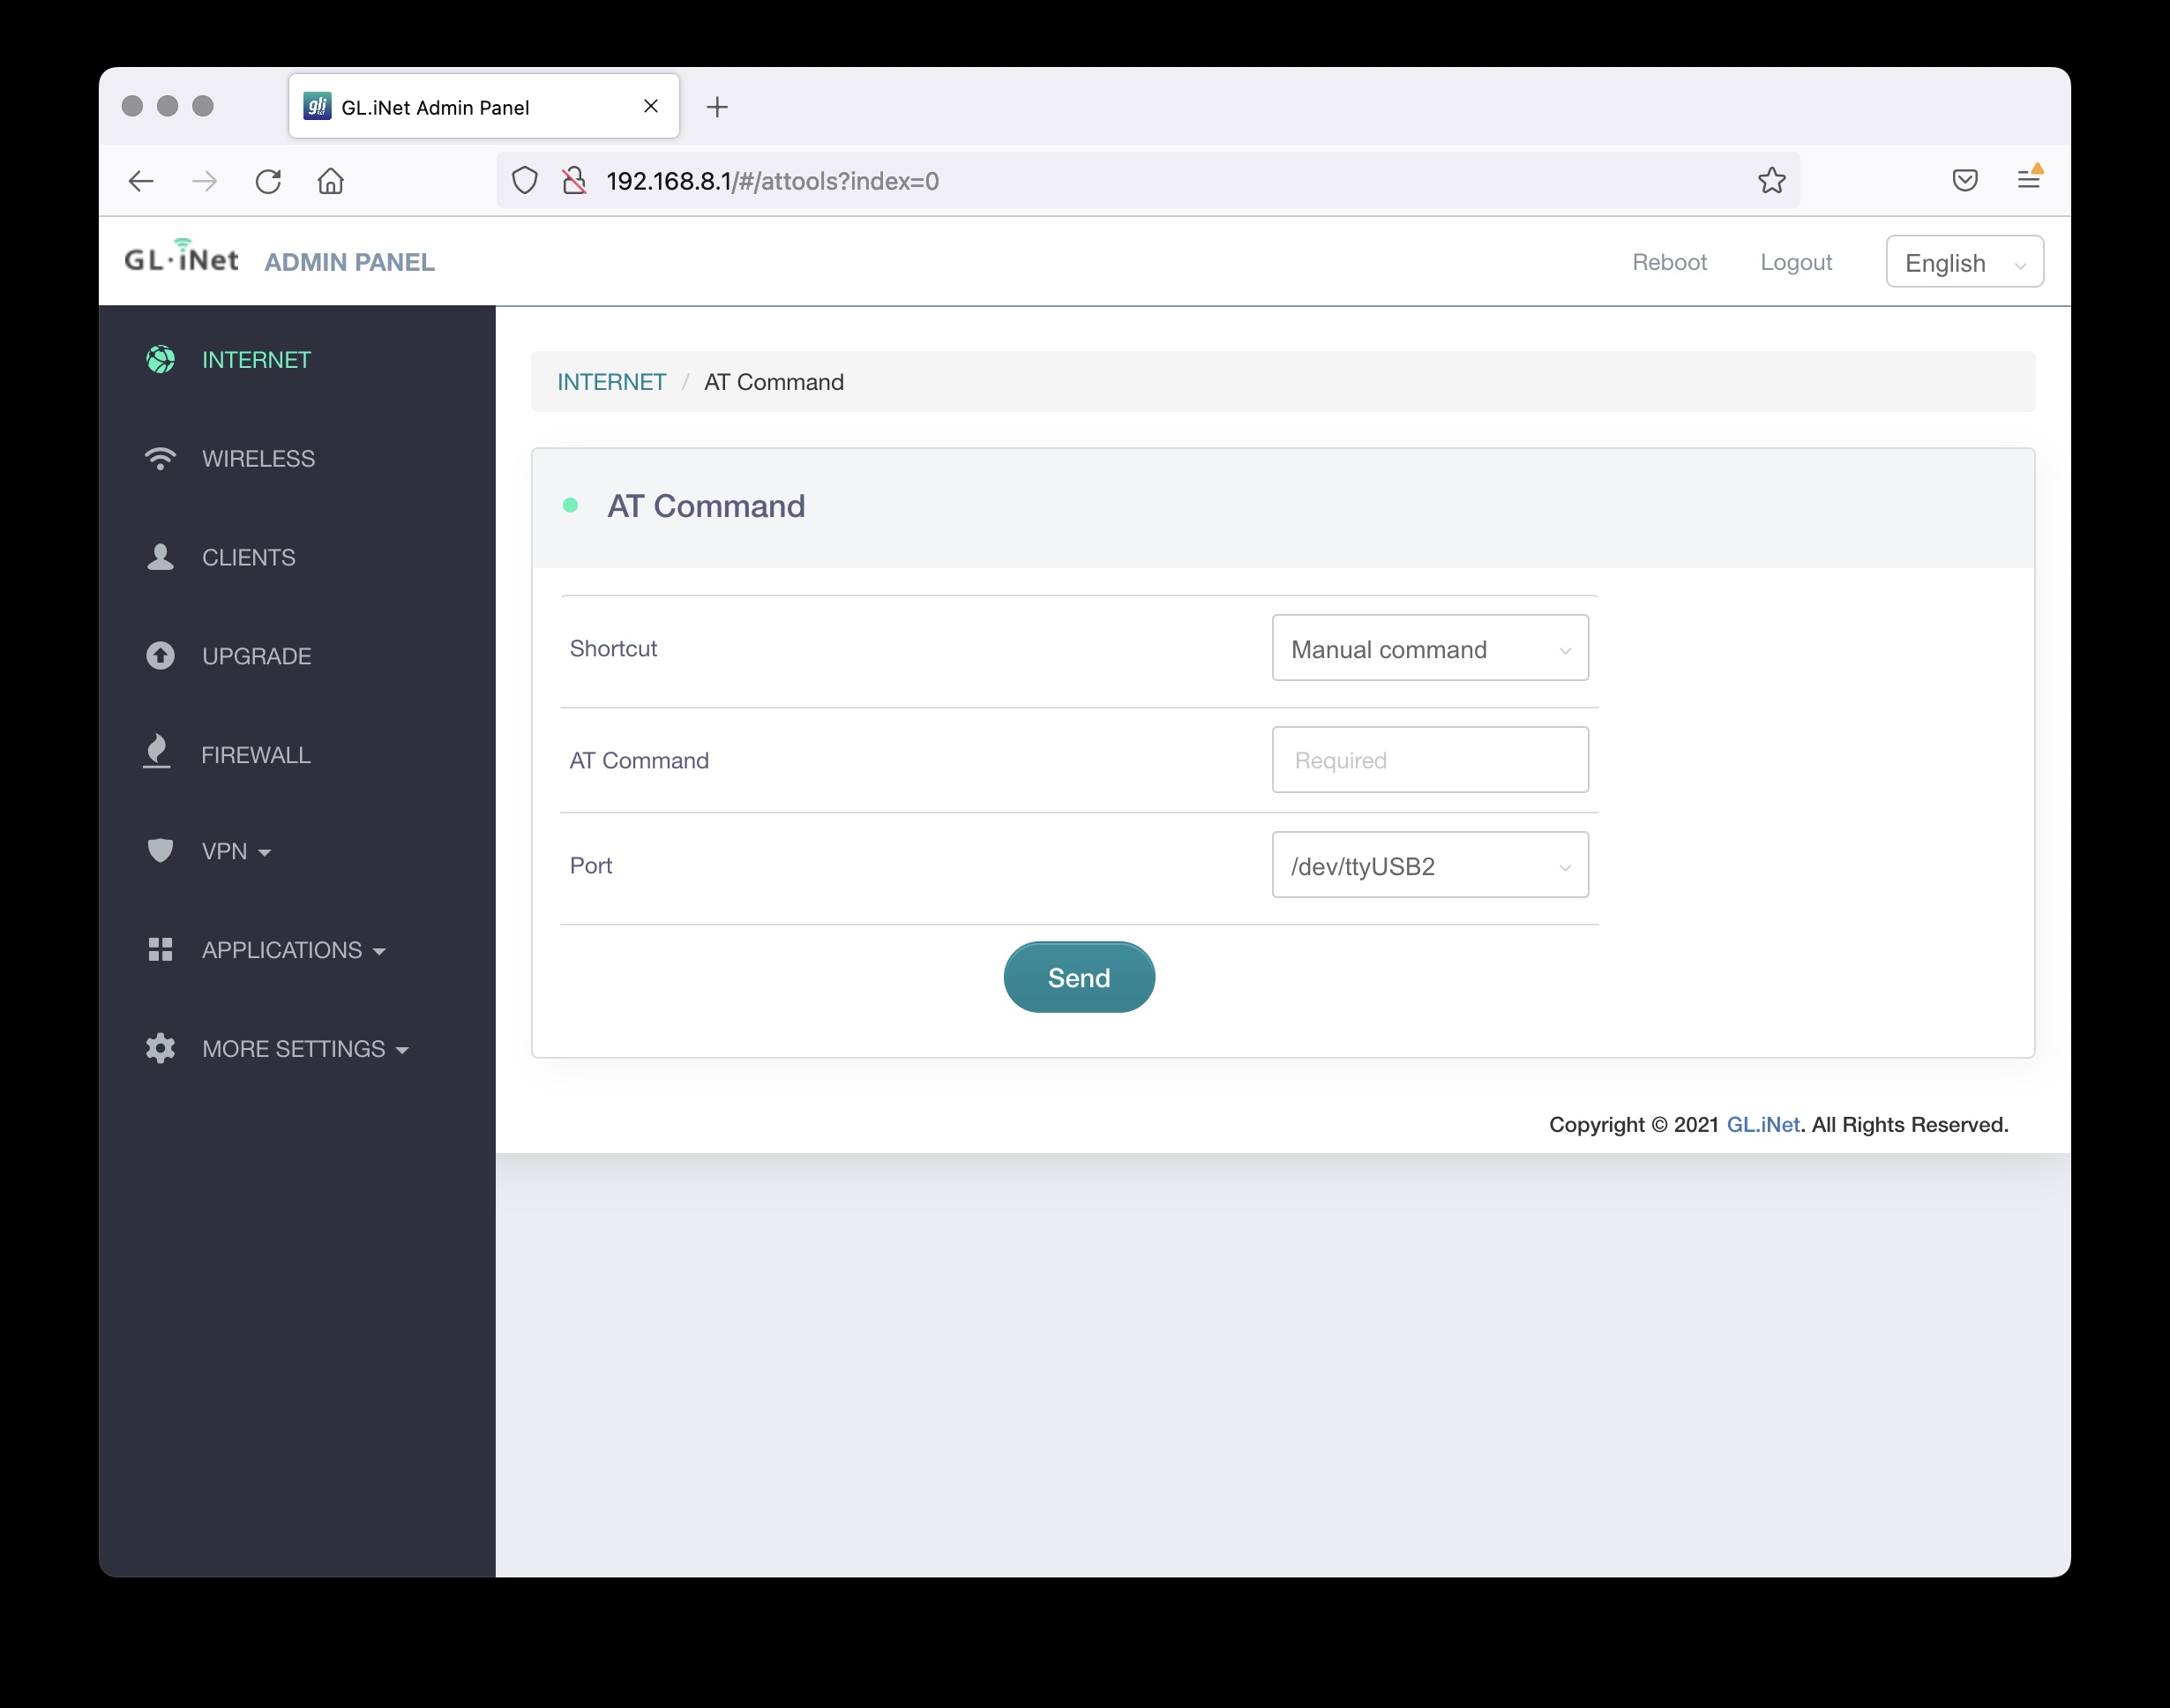 gli
GL.iNet Admin Panel
192.168.8.1/#/attools?index=0
GL·iNet ADMIN PANEL
Reboot
Logout
English
INTERNET
WIRELESS
CLIENTS
UPGRADE
FIREWALL
VPN
APPLICATIONS
MORE SETTINGS
INTERNET / AT Command
AT Command
Shortcut
Manual command
AT Command
Required
Port
/dev/ttyUSB2
Send
Copyright © 2021 GL.iNet. All Rights Reserved.